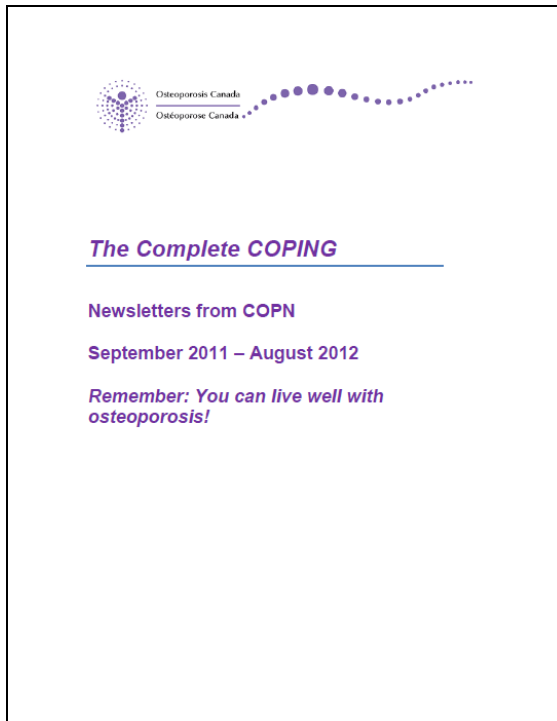 Osteoporosis Canada
Ostéoporose Canada
The Complete COPING
Newsletters from COPN
September 2011 – August 2012
Remember: You can live well with
osteoporosis!